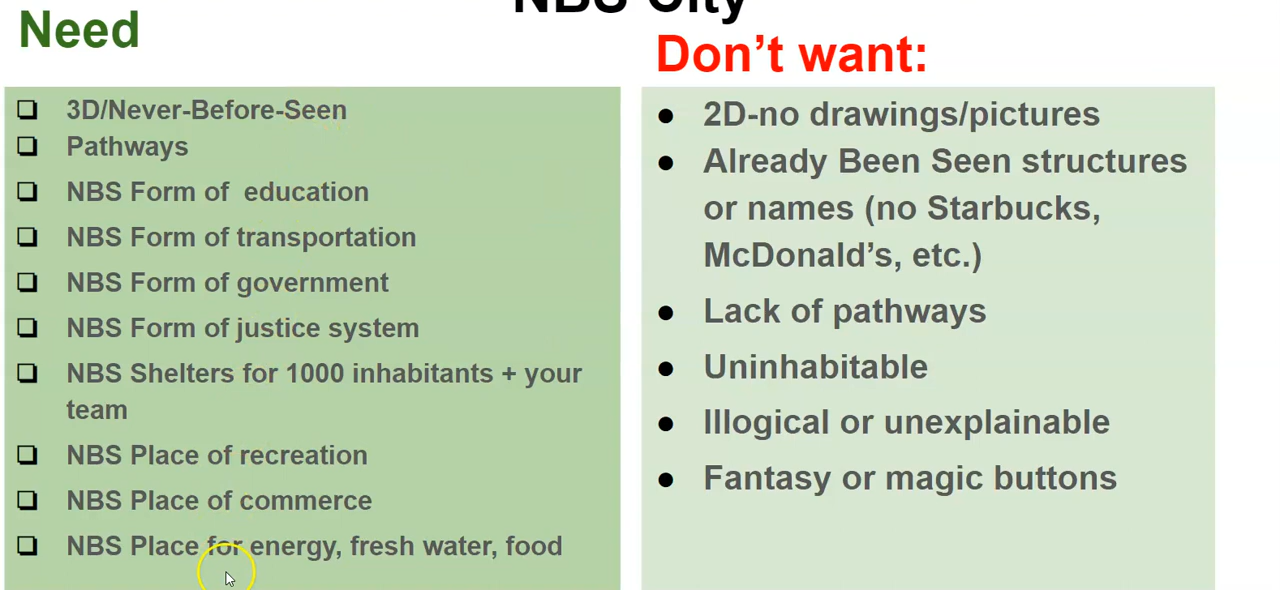 NBS City
Need
Don't want:
❑ 3D/Never-Before-Seen
❑ Pathways
❑ NBS Form of education
❑ NBS Form of transportation
❑ NBS Form of government
❑ NBS Form of justice system
❑ NBS Shelters for 1000 inhabitants + your
team
❑ NBS Place of recreation
❑ NBS Place of commerce
❑ NBS Place for energy, fresh water, food
● 2D-no drawings/pictures
● Already Been Seen structures
or names (no Starbucks,
McDonald's, etc.)
● Lack of pathways
● Uninhabitable
● Illogical or unexplainable
● Fantasy or magic buttons